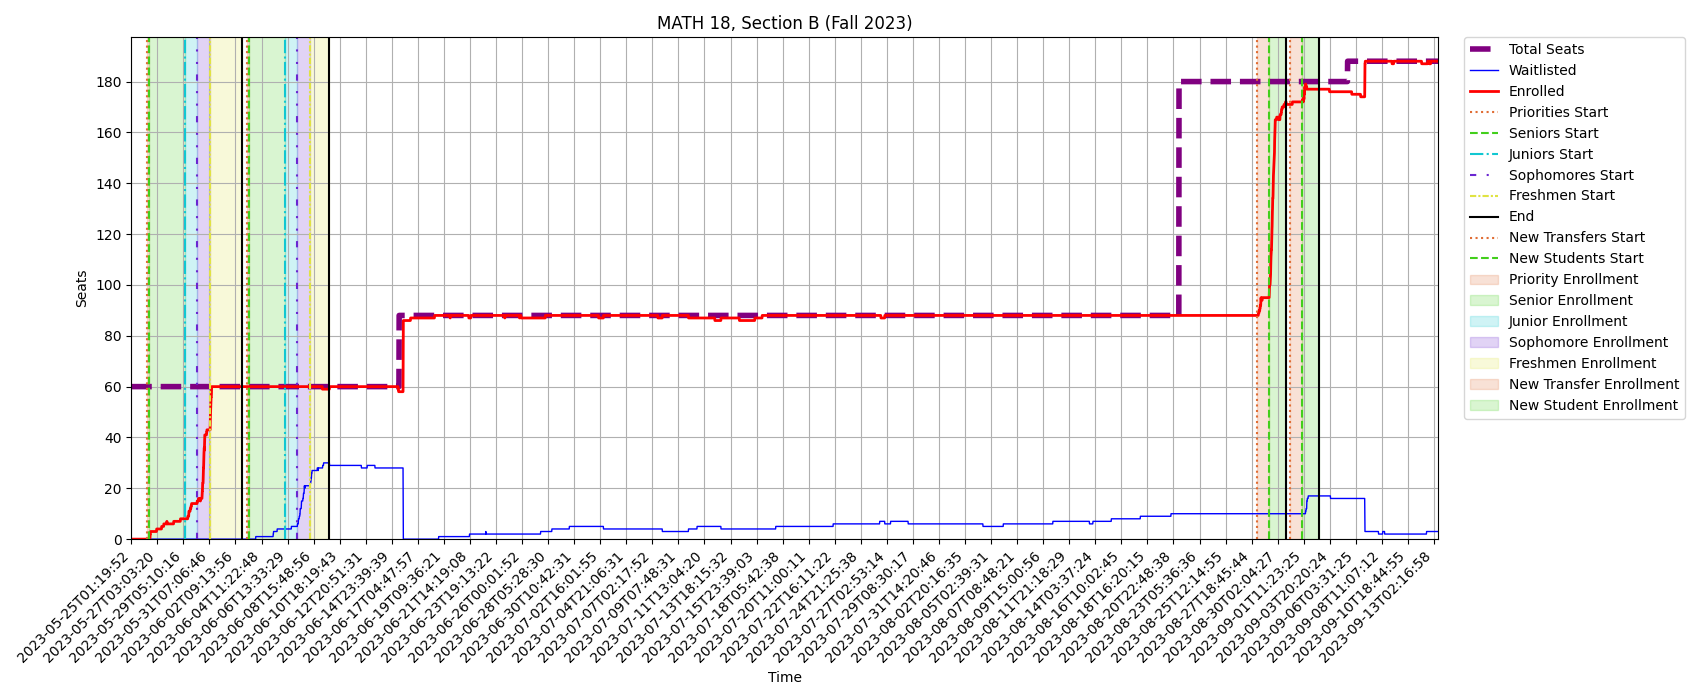 MATH 18, Section B (Fall 2023)
Seats
180
160
140
120
100
80
60
40
20
0
2023-05-25T01:19:52
2023-05-27T03:03:20
2023-05-29T05:10:16
2023-05-31T07:06:46
2023-06-02T09:13:56
2023-06-04T11:22:48
2023-06-06T13:33:29
2023-06-08T15:48:56
2023-06-10T18:19:43
2023-06-12T20:51:31
2023-06-14T23:39:39
2023-06-17T04:47:57
2023-06-19T09:36:21
2023-06-21T14:19:08
2023-06-23T19:13:22
2023-06-26T00:01:52
2023-06-28T05:28:30
2023-06-30T10:42:31
2023-07-02T16:01:55
2023-07-04T21:06:31
2023-07-07T02:17:52
2023-07-09T07:48:31
2023-07-11T13:04:20
2023-07-13T18:15:32
2023-07-15T23:39:03
2023-07-18T05:42:38
2023-07-20T11:00:11
2023-07-22T16:11:22
2023-07-24T21:25:38
2023-07-27T02:53:14
2023-07-29T08:30:17
2023-07-31T14:20:46
2023-08-02T20:16:35
2023-08-05T02:39:31
2023-08-07T08:48:21
2023-08-09T15:00:56
2023-08-11T21:18:29
2023-08-14T03:37:24
2023-08-16T10:02:45
2023-08-18T16:20:15
2023-08-20T22:48:38
2023-08-23T05:36:36
2023-08-25T12:14:55
2023-08-27T18:45:44
2023-08-30T02:04:27
2023-09-01T11:23:25
2023-09-03T20:20:24
2023-09-06T03:31:25
2023-09-08T11:07:12
2023-09-10T18:44:55
2023-09-13T02:16:58
Time
Total Seats
Waitlisted
Enrolled
Priorities Start
Seniors Start
Juniors Start
Sophomores Start
Freshmen Start
End
New Transfers Start
New Students Start
Priority Enrollment
Senior Enrollment
Junior Enrollment
Sophomore Enrollment
Freshmen Enrollment
New Transfer Enrollment
New Student Enrollment